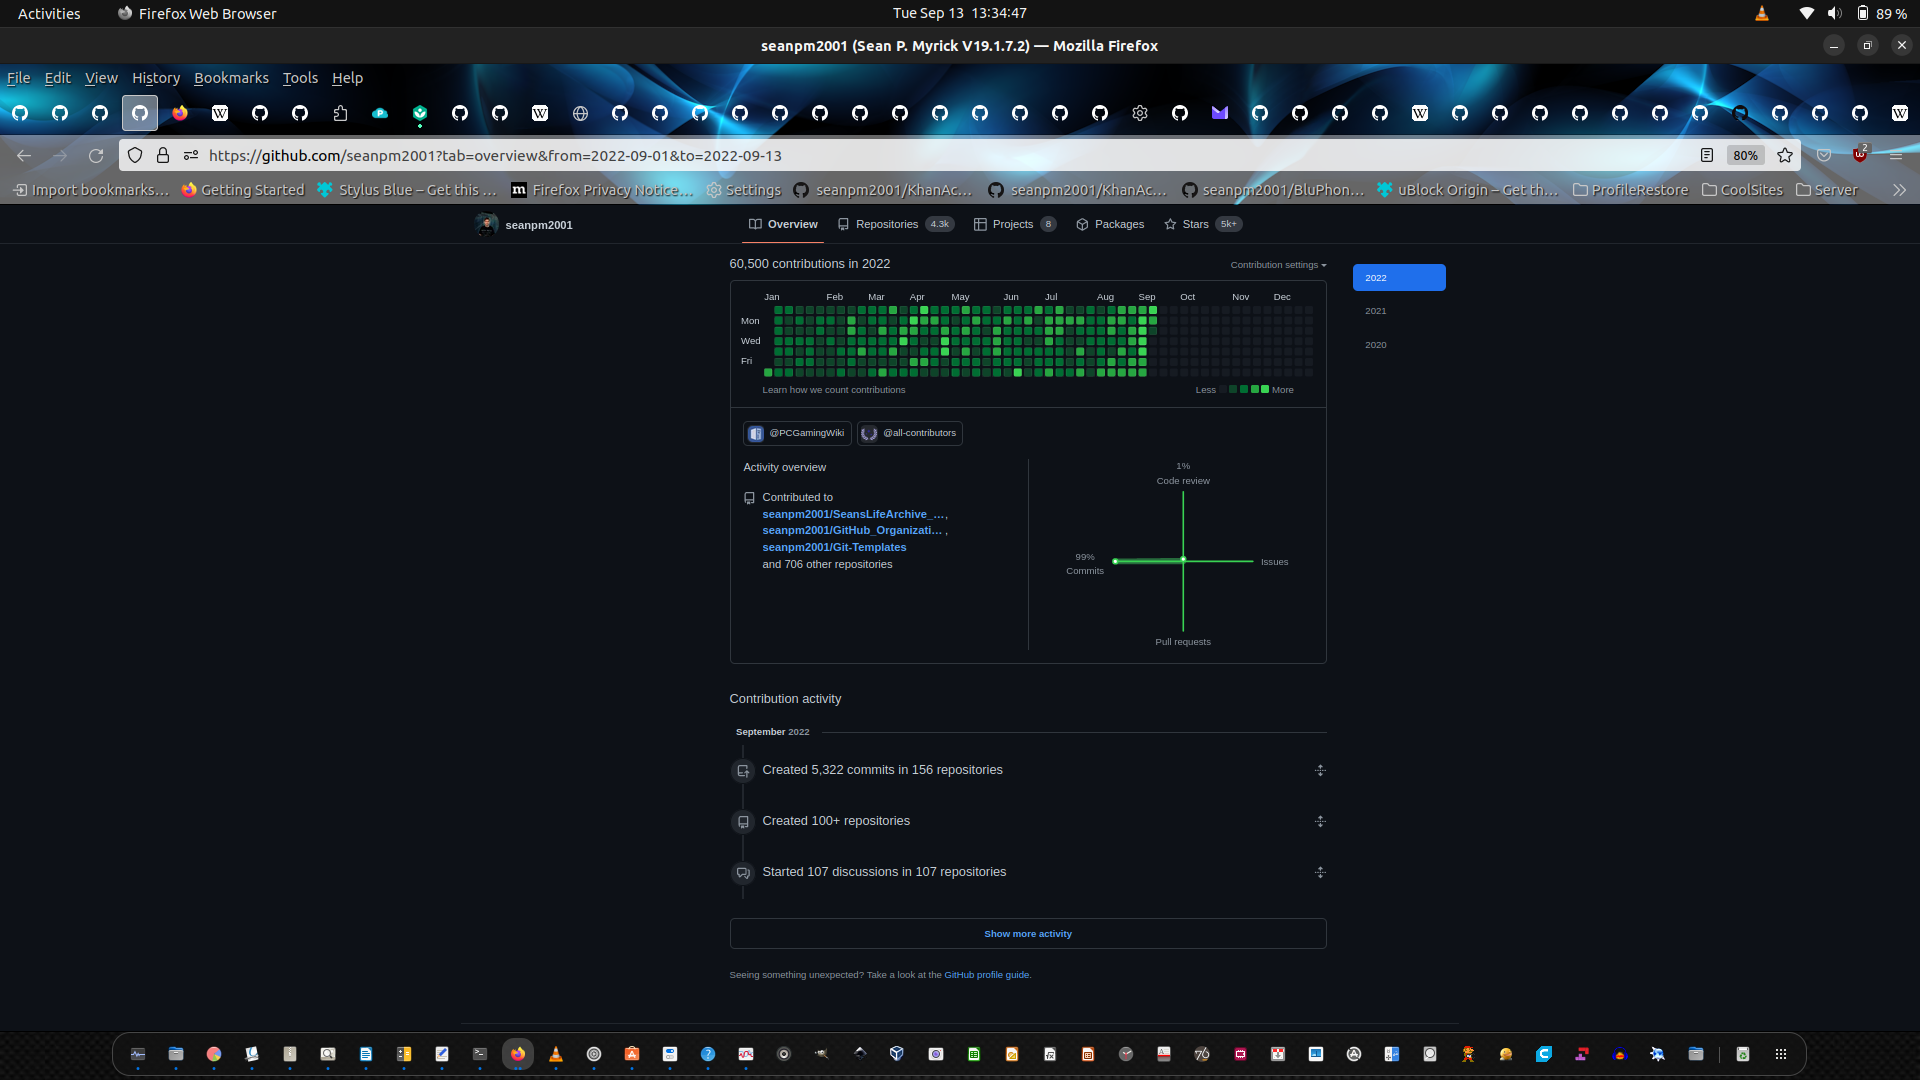 Activities Firefox Web Browser Tue Sep 13 13:34:47 89 %
seanpm2001 (Sean P. Myrick V19.1.7.2) — Mozilla Firefox
File Edit View History Bookmarks Tools Help
https://github.com/seanpm2001?tab=overview&from=2022-09-01&to=2022-09-13 80% 2
Import bookmarks… Getting Started Stylus Blue – Get this … Firefox Privacy Notice… Settings seanpm2001/KhanAc… seanpm2001/KhanAc… seanpm2001/BluPhon… uBlock Origin – Get th… ProfileRestore CoolSites Server
seanpm2001 Overview Repositories 4.3k Projects 8 Packages Stars 5k+
60,500 contributions in 2022 Contribution settings
2022
2021
2020
Jan Feb Mar Apr May Jun Jul Aug Sep Oct Nov Dec
Mon
Wed
Fri
Learn how we count contributions Less More
@PCGamingWiki @all-contributors
Activity overview
Contributed to
seanpm2001/SeansLifeArchive_…,
seanpm2001/GitHub_Organizati… ,
seanpm2001/Git-Templates
and 706 other repositories
1%
Code review
99%
Commits
Issues
Pull requests
Contribution activity
September 2022
Created 5,322 commits in 156 repositories
Created 100+ repositories
Started 107 discussions in 107 repositories
Show more activity
Seeing something unexpected? Take a look at the GitHub profile guide.